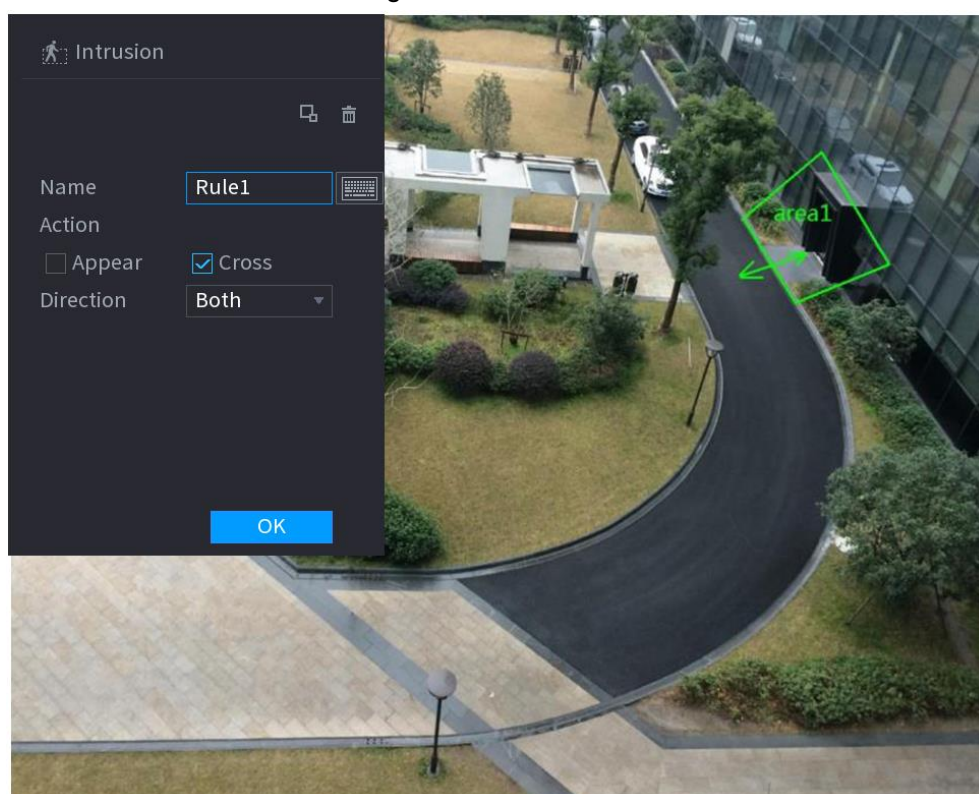 Intrusion
Name Rule1
Action
Appear Cross
Direction Both
OK
area1